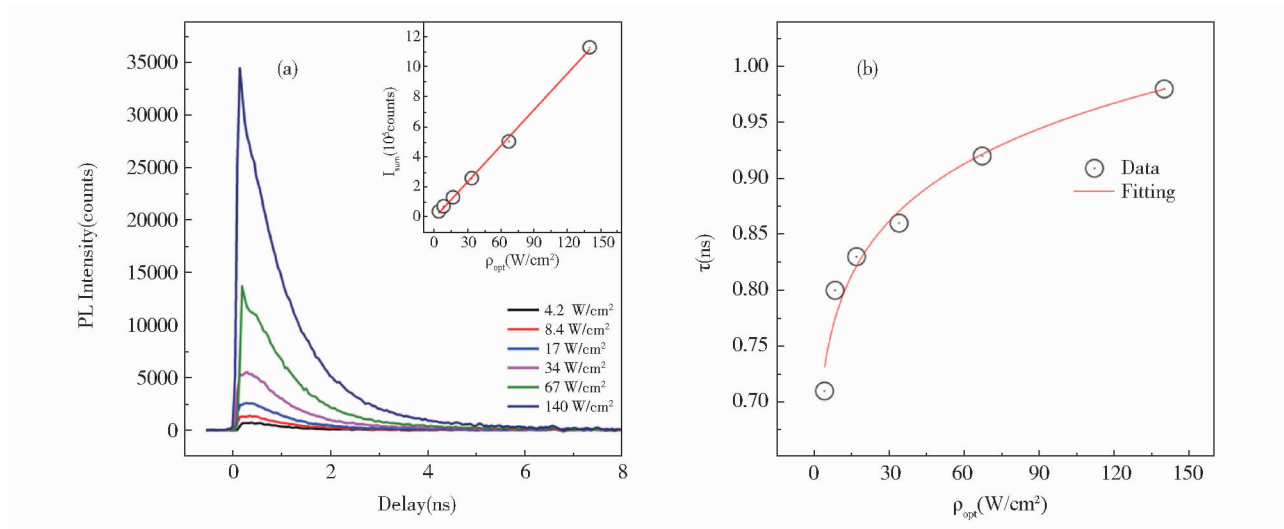 (a)
PL Intensity(counts)
35000
30000
25000
20000
15000
10000
5000
0
0
2
4
6
8
Delay(ns)
I_sum(10⁵counts)
12
10
8
6
4
2
0
0
30
60
90
120
150
ρ_opt(W/cm²)
4.2 W/cm²
8.4 W/cm²
17 W/cm²
34 W/cm²
67 W/cm²
140 W/cm²
(b)
τ(ns)
1.00
0.95
0.90
0.85
0.80
0.75
0.70
0
30
60
90
120
150
ρ_opt(W/cm²)
Data
Fitting